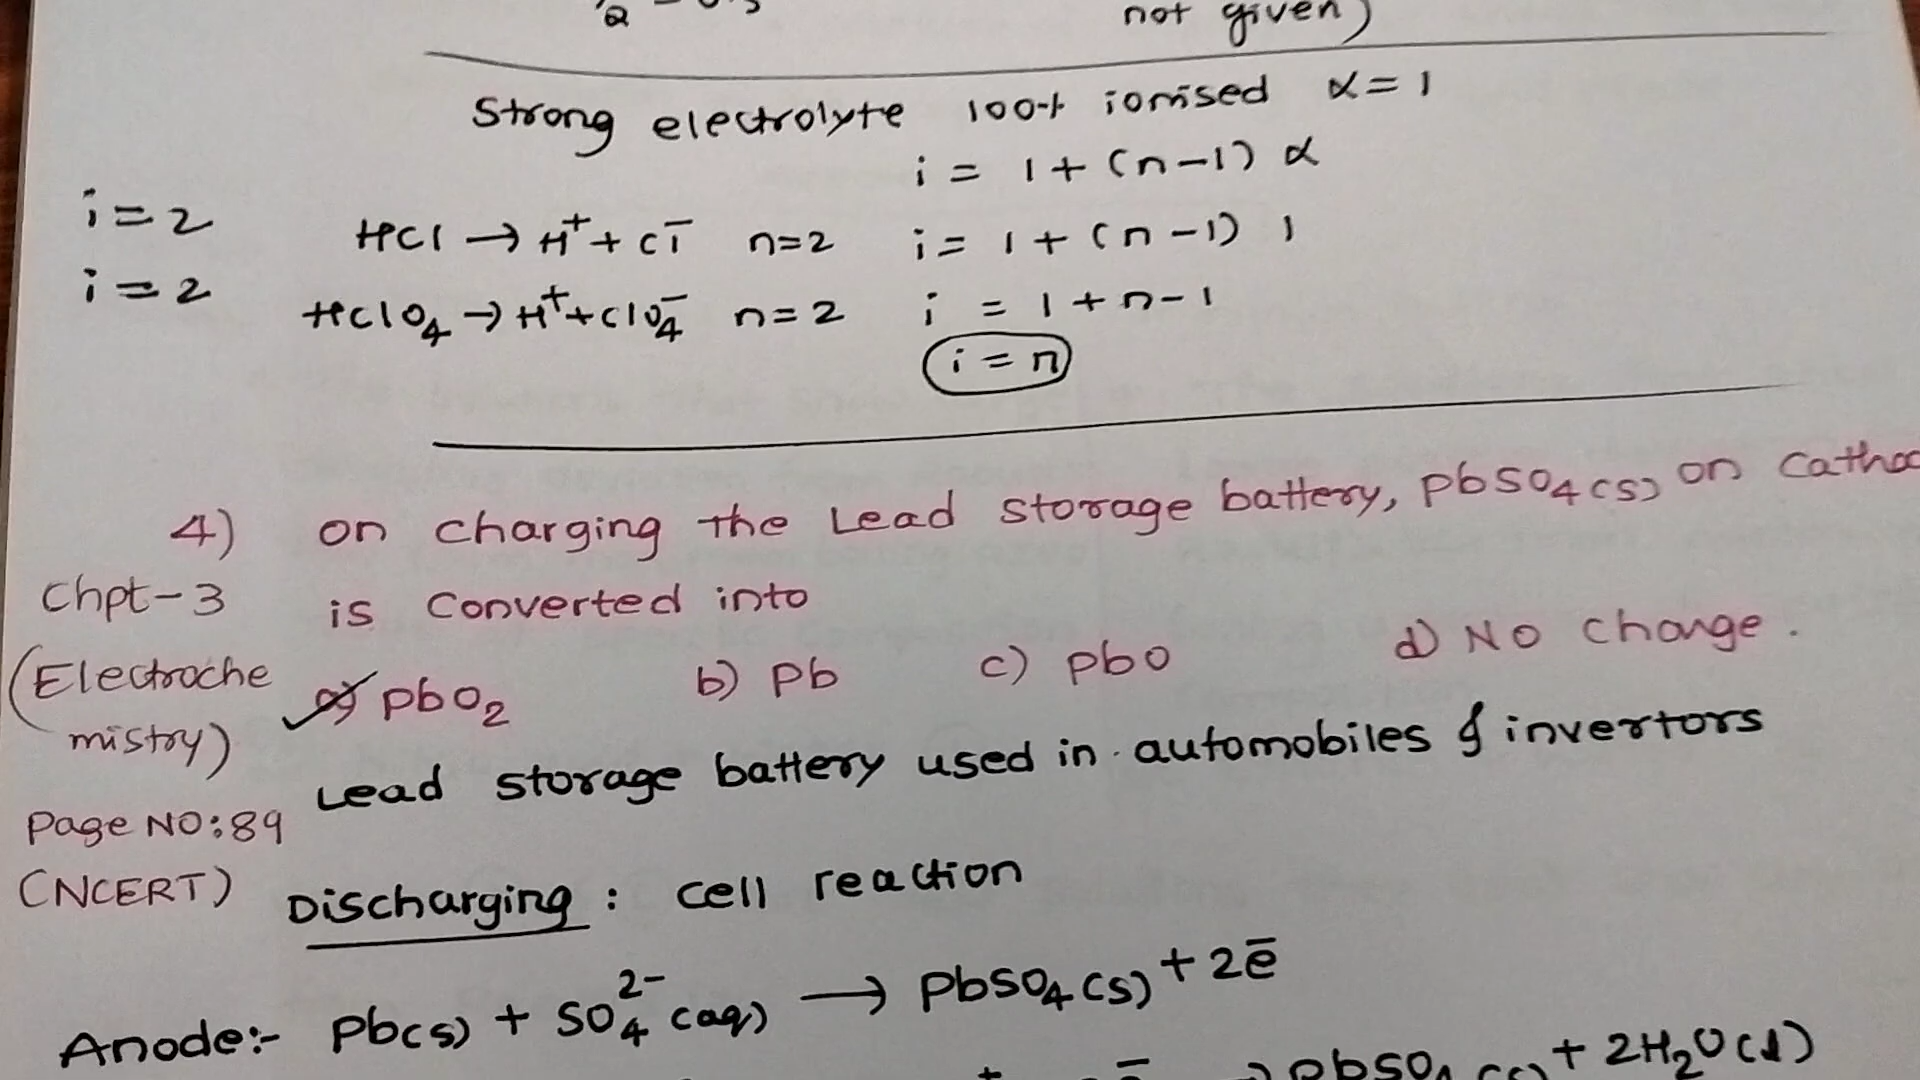 not given)
Strong electrolyte 100% ionised α = 1
i = 1 + (n-1) α
i = 2 HCl → H⁺ + Cl⁻ n=2 i = 1 + (n-1) 1
i = 2 HClO₄ → H⁺ + ClO₄⁻ n=2 i = 1 + n-1
i = n
4) on charging the Lead storage battery, PbSO₄(s) on
Chpt-3 is converted into
(Electroche
mistry)
a) PbO₂ b) Pb c) PbO d) No change.
Lead storage battery used in automobiles & invertors
Page NO:89
(NCERT)
Discharging : cell reaction
Anode:- Pb(s) + SO₄²⁻(aq) → PbSO₄(s) + 2e⁻
→ PbSO₄(s) + 2H₂O(l)